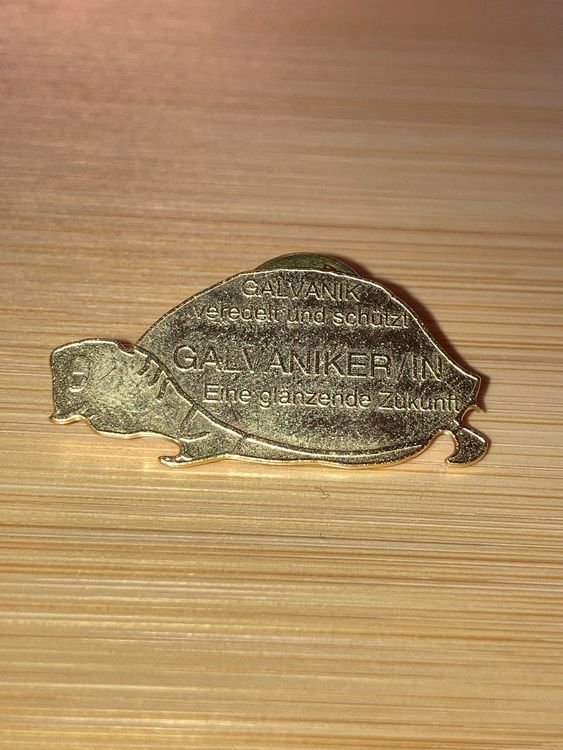 GALVANIK
veredelt und schützt
GALVANIKER/IN
Eine glänzende Zukunft